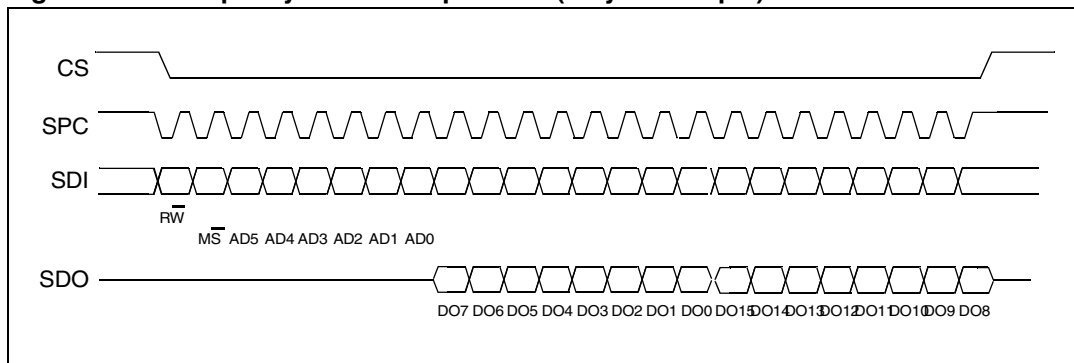 CS
SPC
SDI
RW
MS AD5 AD4 AD3 AD2 AD1 AD0
SDO
DO7 DO6 DO5 DO4 DO3 DO2 DO1 DO0 DO15 DO14 DO13 DO12 DO11 DO10 DO9 DO8